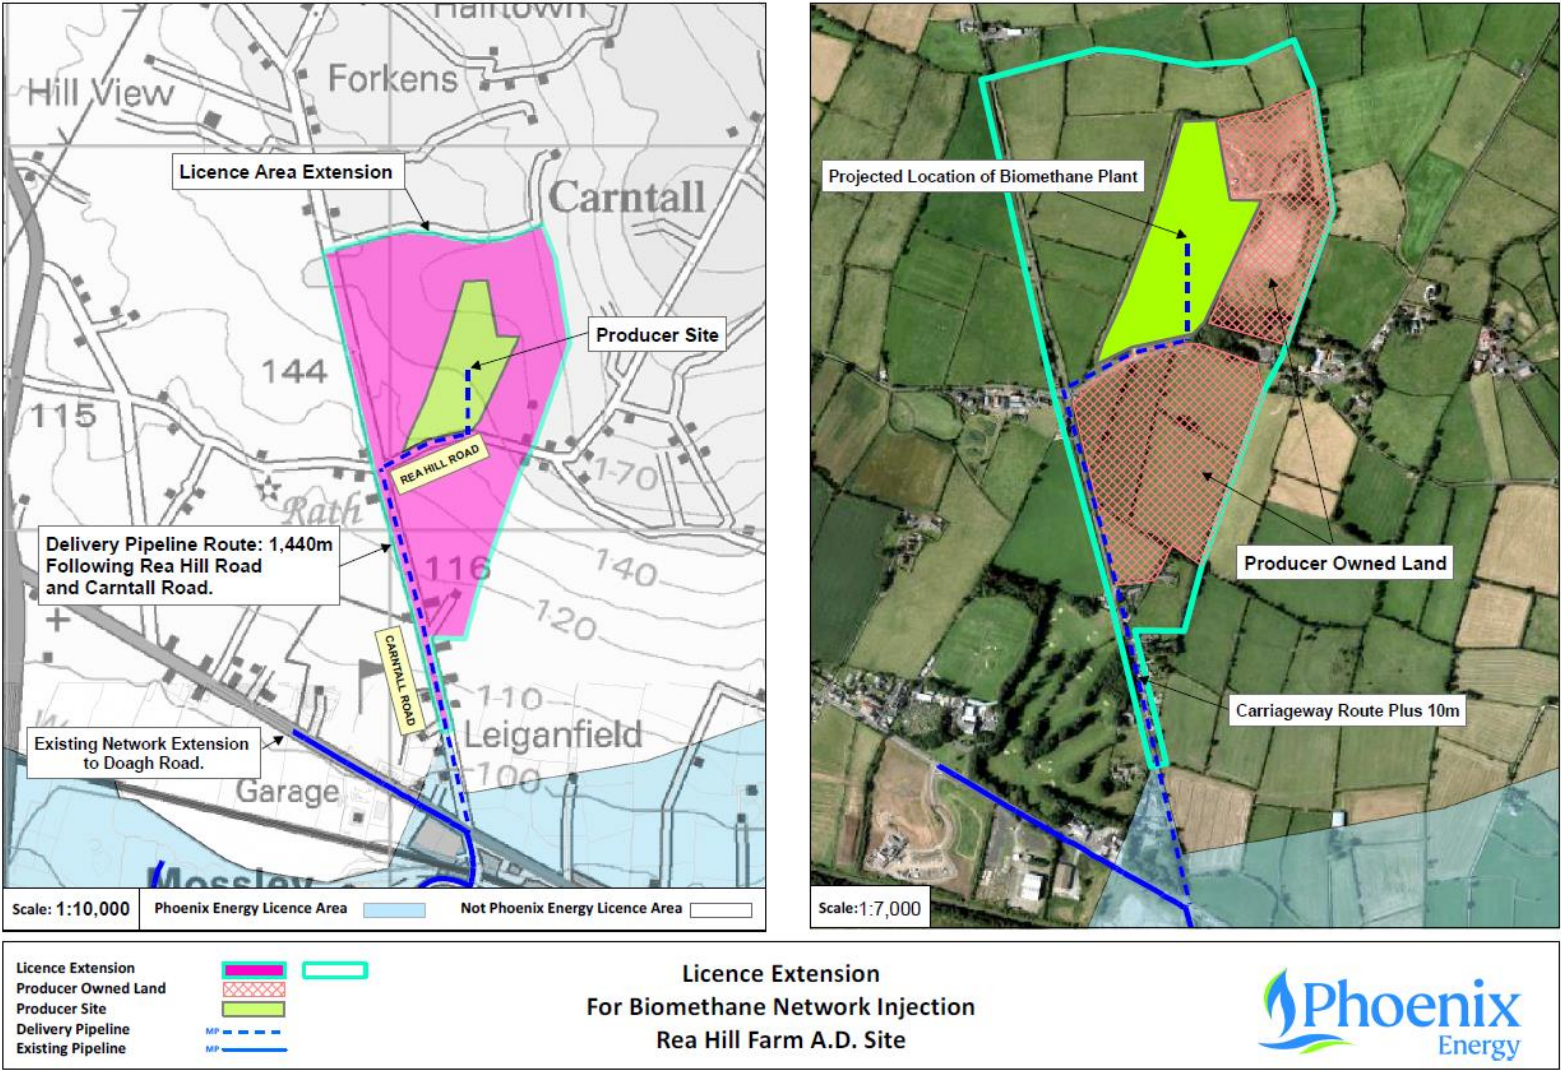 Halftown
Hill View
Forkens
Licence Area Extension
Carntall
Producer Site
144
115
REA HILL ROAD
170
Rath
Delivery Pipeline Route: 1,440m
Following Rea Hill Road
and Carntall Road.
116
140
120
CARNTALL ROAD
110
Leiganfield
Existing Network Extension
to Doagh Road.
100
Garage
Mossley
Scale: 1:10,000
Phoenix Energy Licence Area
Not Phoenix Energy Licence Area
Projected Location of Biomethane Plant
Producer Owned Land
Carriageway Route Plus 10m
Scale:1:7,000
Licence Extension
Producer Owned Land
Producer Site
Delivery Pipeline MP
Existing Pipeline MP
Licence Extension
For Biomethane Network Injection
Rea Hill Farm A.D. Site
Phoenix
Energy